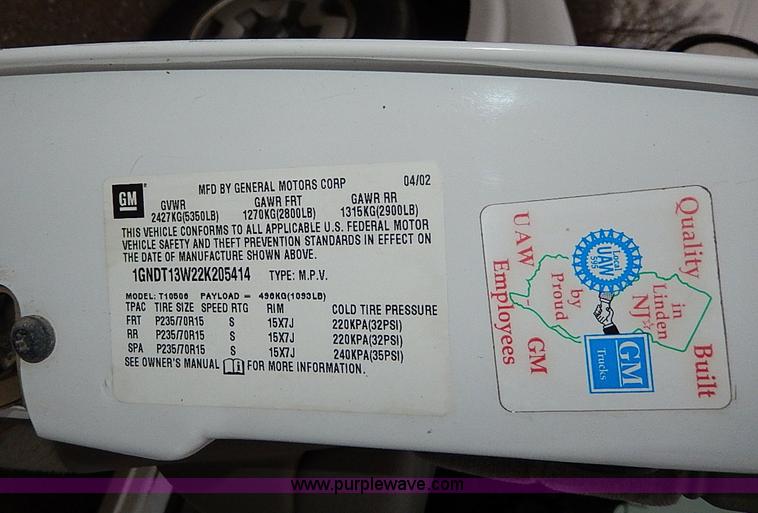 GM
MFD BY GENERAL MOTORS CORP 04/02
GVWR GAWR FRT GAWR RR
2427KG(5350LB) 1270KG(2800LB) 1315KG(2900LB)
THIS VEHICLE CONFORMS TO ALL APPLICABLE U.S. FEDERAL MOTOR
VEHICLE SAFETY AND THEFT PREVENTION STANDARDS IN EFFECT ON
THE DATE OF MANUFACTURE SHOWN ABOVE.
1GNDT13W22K205414 TYPE: M.P.V.
MODEL: T10506 PAYLOAD = 496KG(1093LB)
TPAC TIRE SIZE SPEED RTG RIM COLD TIRE PRESSURE
FRT P235/70R15 S 15X7J 220KPA(32PSI)
RR P235/70R15 S 15X7J 220KPA(32PSI)
SPA P235/70R15 S 15X7J 240KPA(35PSI)
SEE OWNER'S MANUAL FOR MORE INFORMATION.
Quality Built
in
Linden
NJ
Local
UAW
595
GM
Trucks
by
Proud
UAW GM
Employees
www.purplewave.com